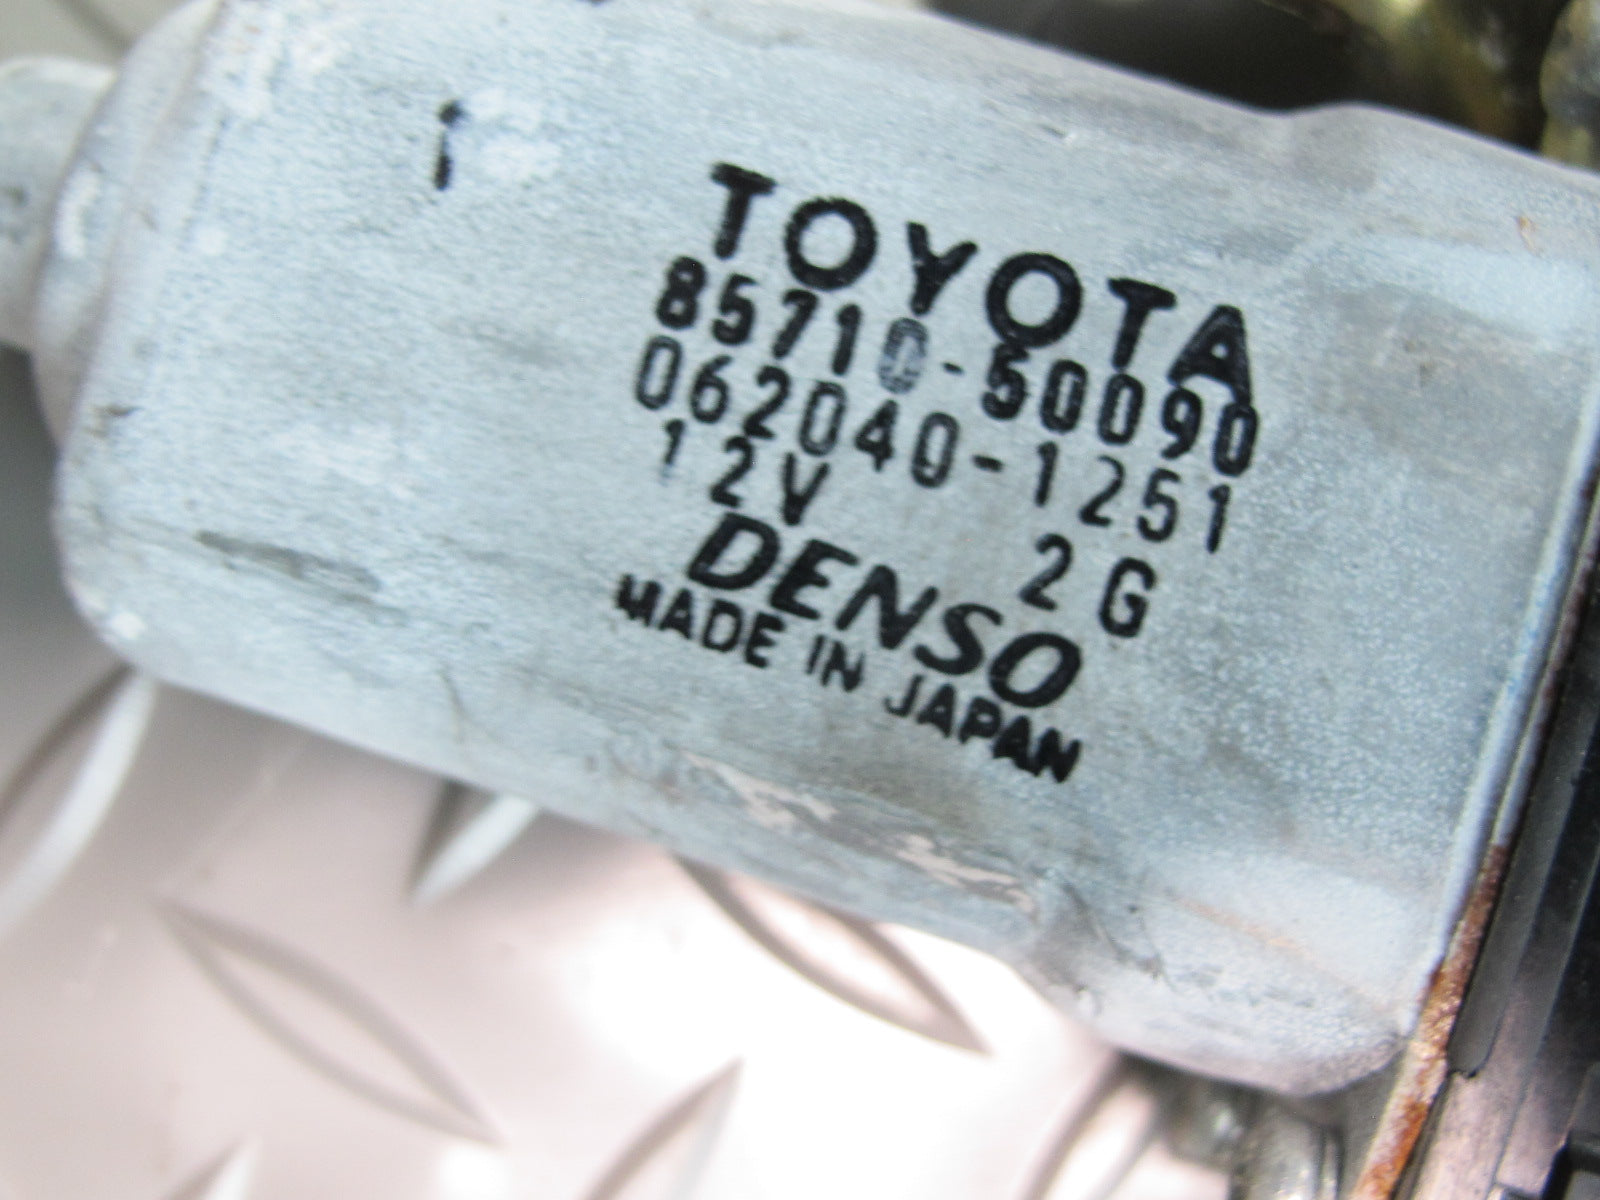 TOYOTA
85710-50090
062040-1251
12V 2G
DENSO
MADE IN JAPAN